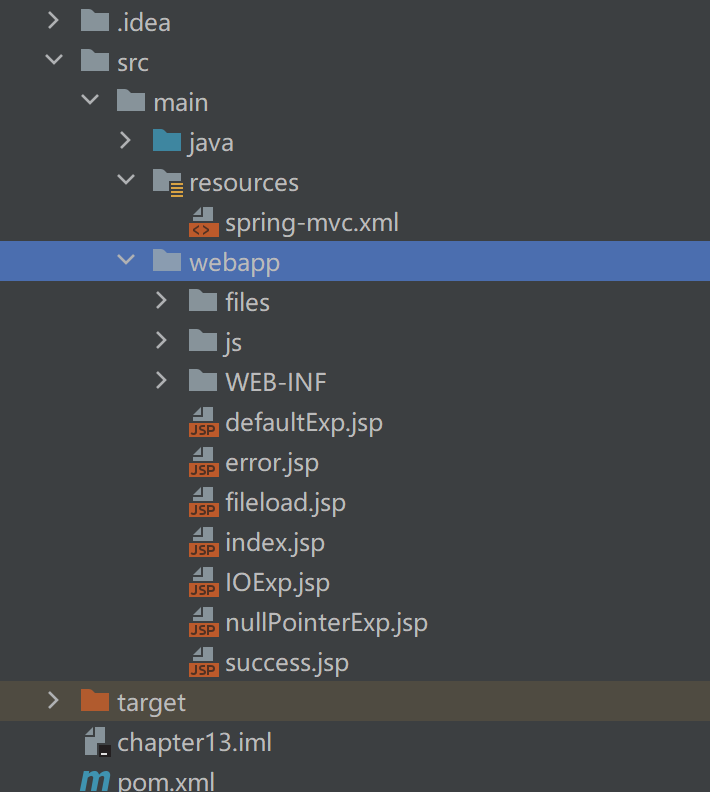 .idea
src
main
java
resources
<> spring-mvc.xml
webapp
files
js
WEB-INF
JSP defaultExp.jsp
JSP error.jsp
JSP fileload.jsp
JSP index.jsp
JSP IOExp.jsp
JSP nullPointerExp.jsp
JSP success.jsp
target
chapter13.iml
m pom.xml